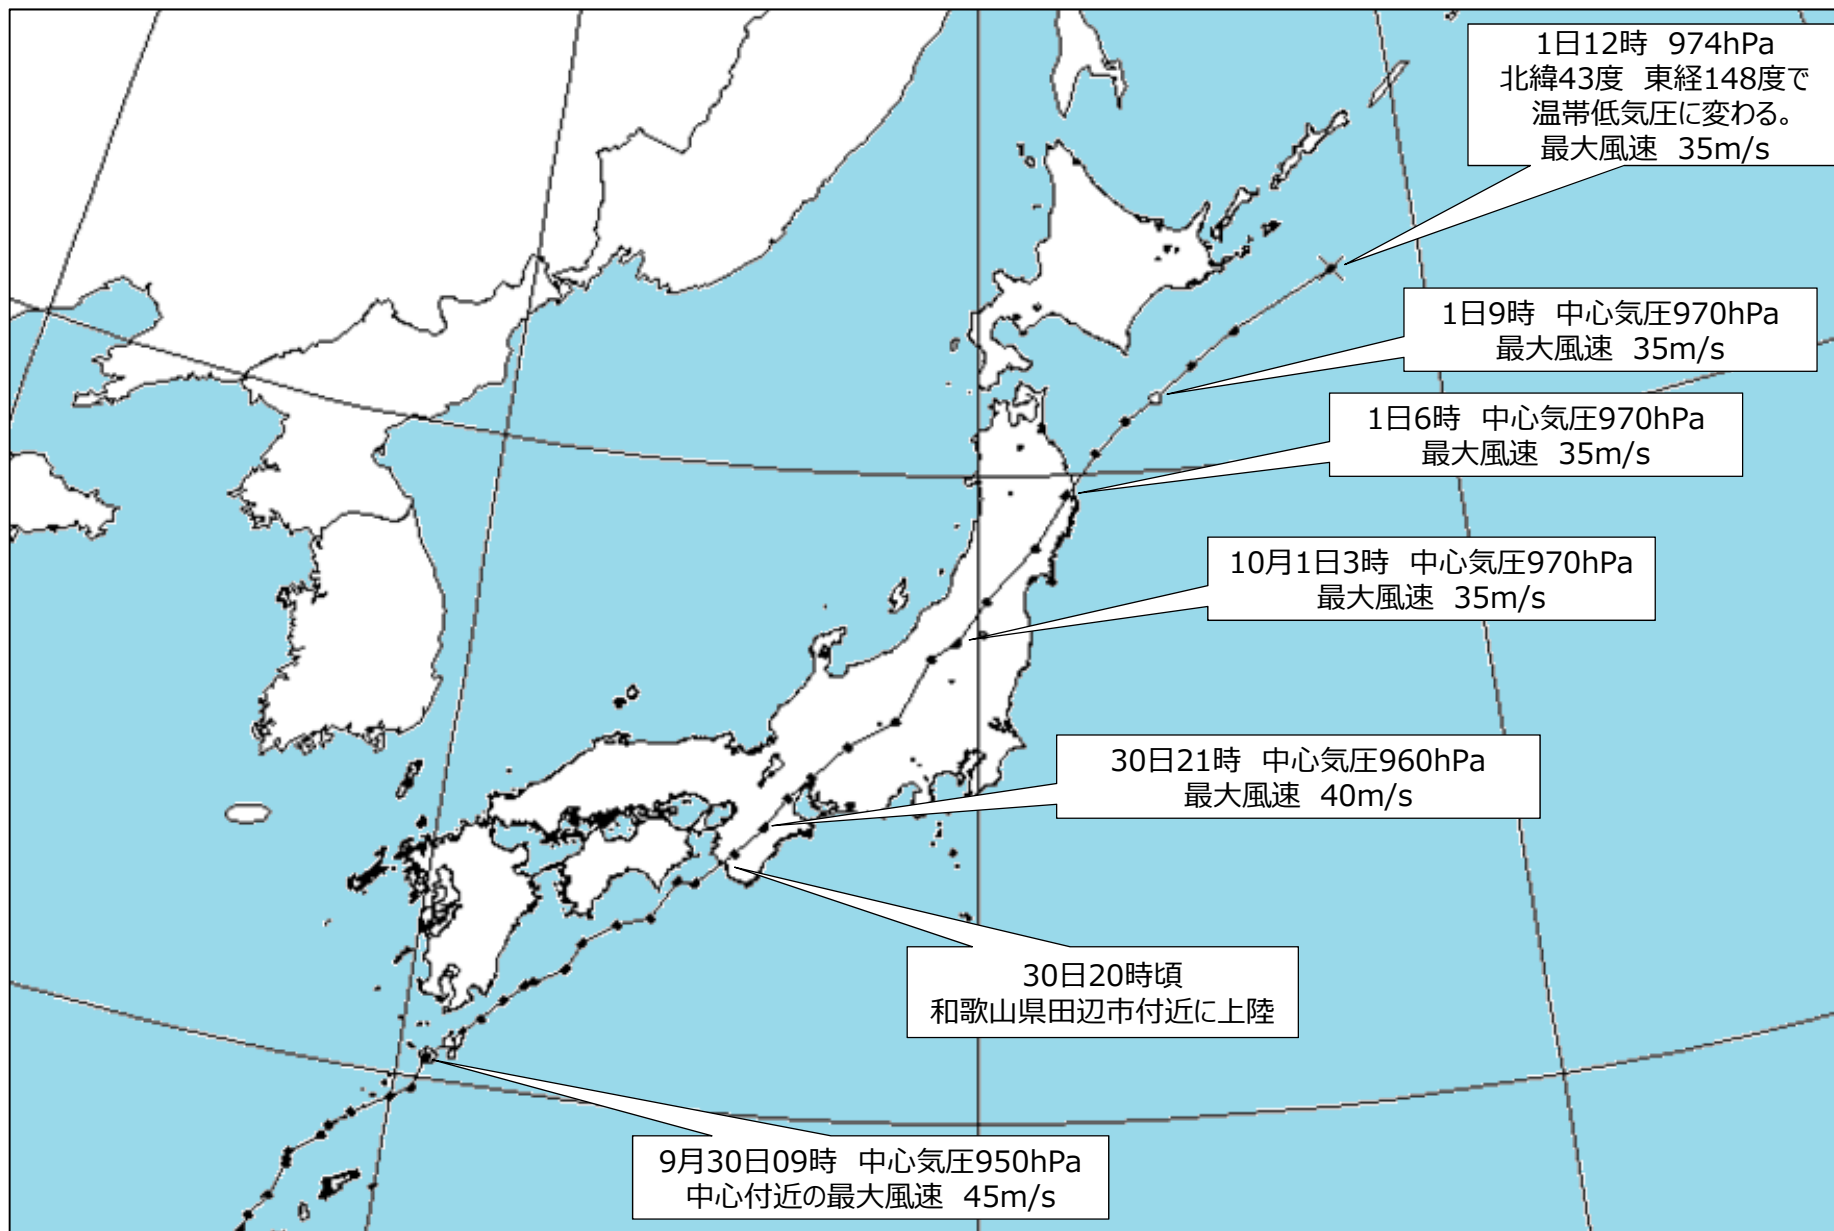 1日12時 974hPa
北緯43度 東経148度で
温帯低気圧に変わる。
最大風速 35m/s
1日9時 中心気圧970hPa
最大風速 35m/s
1日6時 中心気圧970hPa
最大風速 35m/s
10月1日3時 中心気圧970hPa
最大風速 35m/s
30日21時 中心気圧960hPa
最大風速 40m/s
30日20時頃
和歌山県田辺市付近に上陸
9月30日09時 中心気圧950hPa
中心付近の最大風速 45m/s